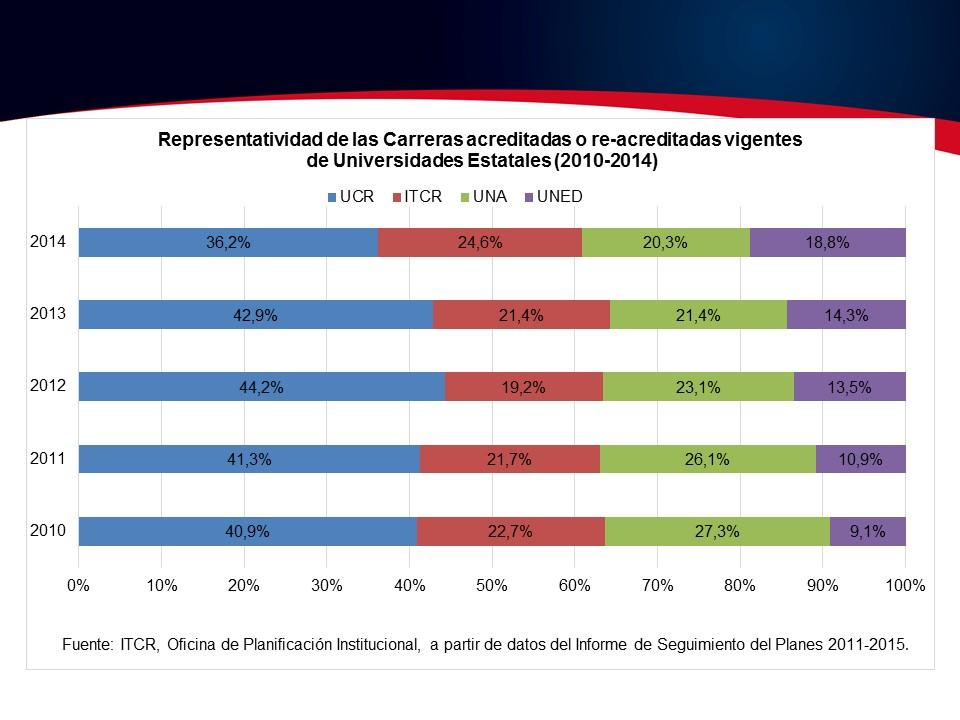 Representatividad de las Carreras acreditadas o re-acreditadas vigentes
de Universidades Estatales (2010-2014)
UCR ITCR UNA UNED
2014 36,2% 24,6% 20,3% 18,8%
2013 42,9% 21,4% 21,4% 14,3%
2012 44,2% 19,2% 23,1% 13,5%
2011 41,3% 21,7% 26,1% 10,9%
2010 40,9% 22,7% 27,3% 9,1%
0% 10% 20% 30% 40% 50% 60% 70% 80% 90% 100%
Fuente: ITCR, Oficina de Planificación Institucional, a partir de datos del Informe de Seguimiento del Planes 2011-2015.